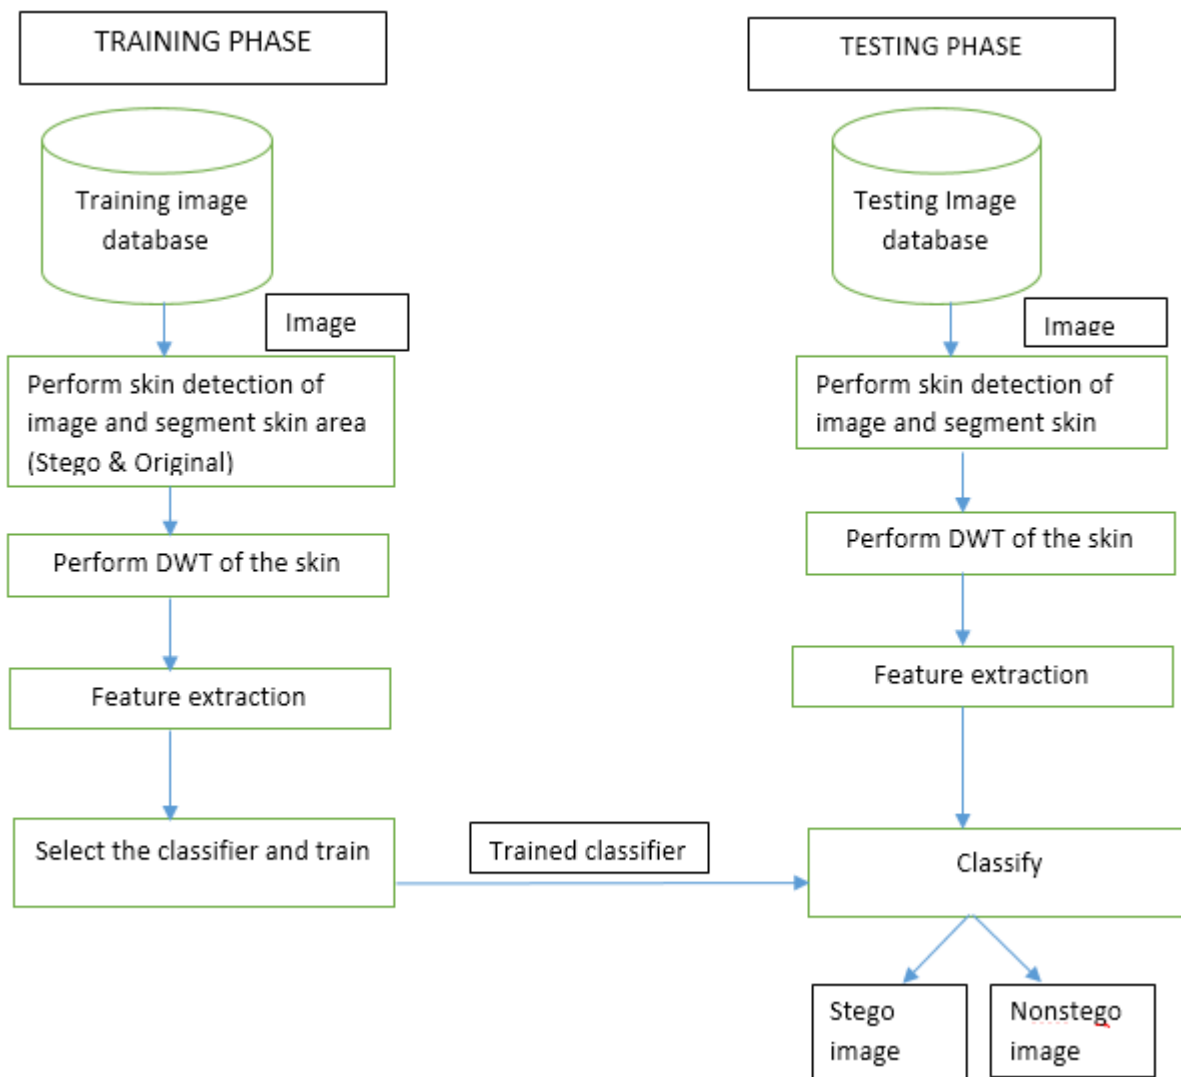 TRAINING PHASE
Training image
database
Image
Perform skin detection of
image and segment skin area
(Stego & Original)
Perform DWT of the skin
Feature extraction
Select the classifier and train
Trained classifier
TESTING PHASE
Testing Image
database
Image
Perform skin detection of
image and segment skin
Perform DWT of the skin
Feature extraction
Classify
Stego
image
Nonstego
image